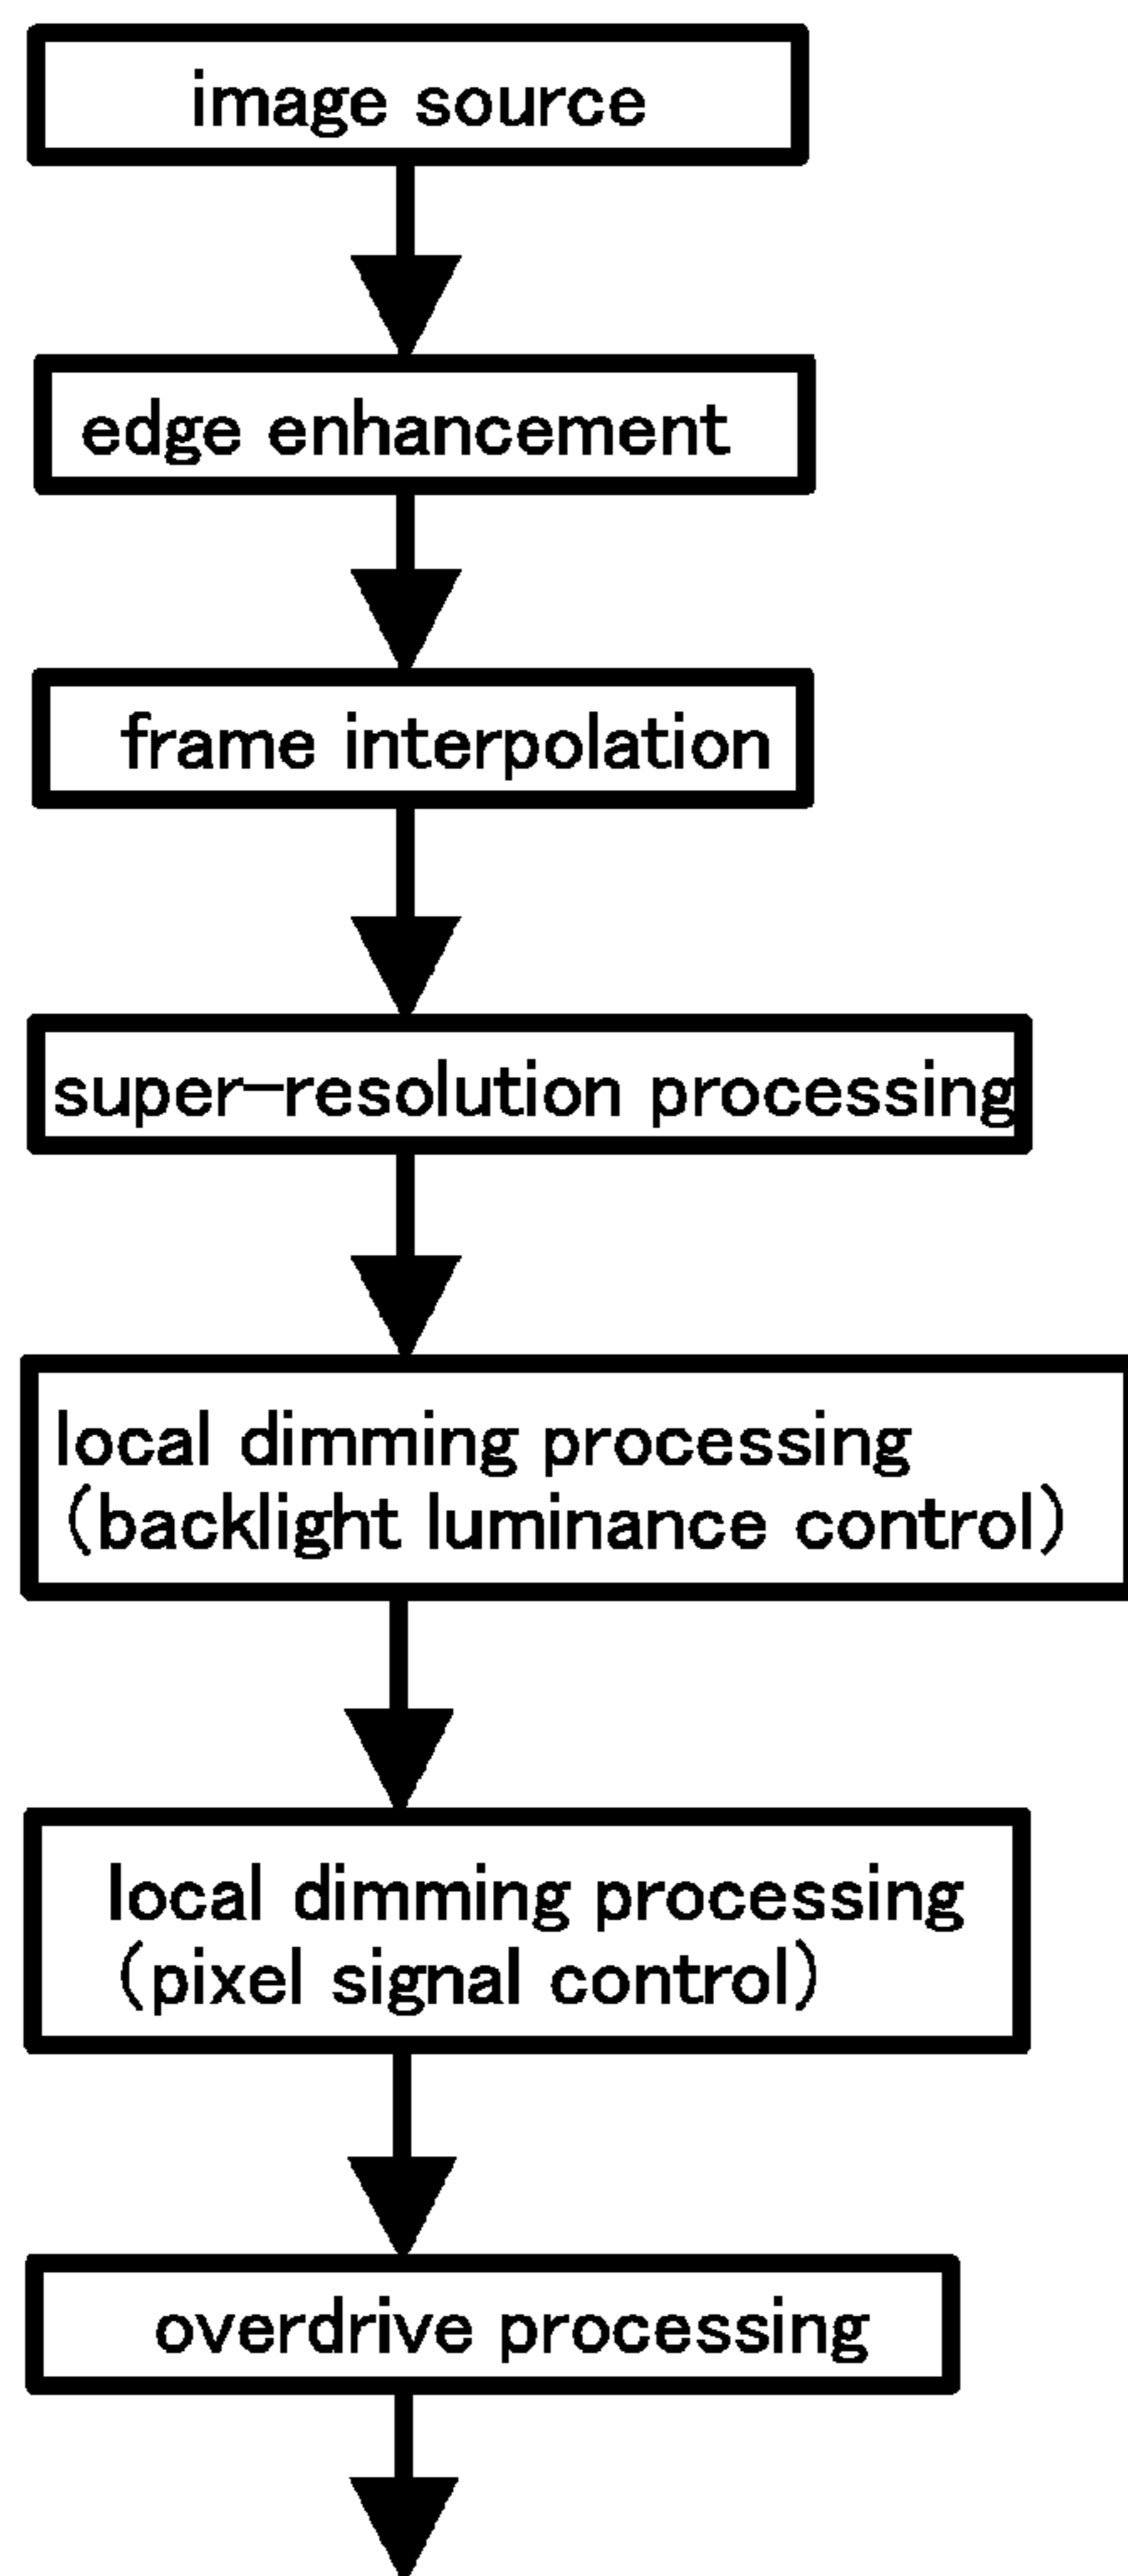 image source
edge enhancement
frame interpolation
super-resolution processing
local dimming processing
(backlight luminance control)
local dimming processing
(pixel signal control)
overdrive processing